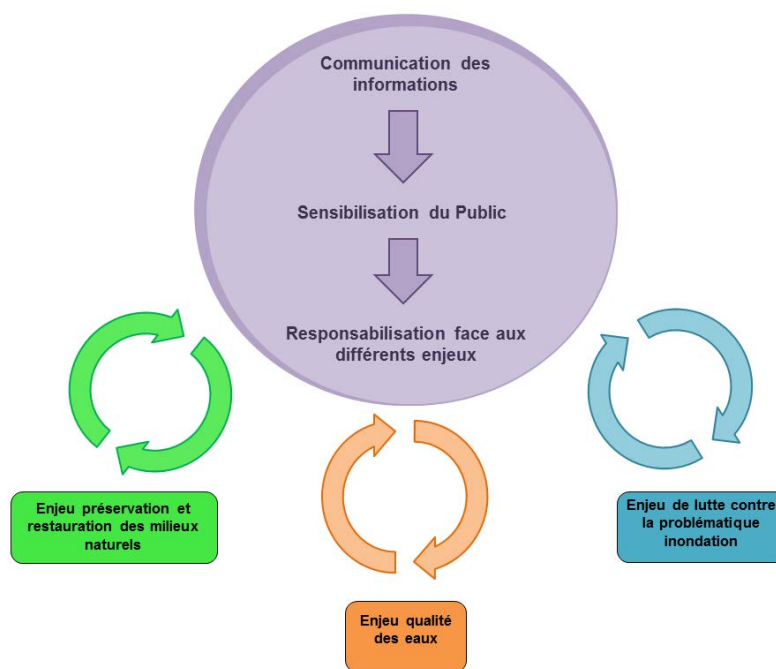 Communication des
informations
Sensibilisation du Public
Responsabilisation face aux
différents enjeux
Enjeu préservation et
restauration des milieux
naturels
Enjeu qualité
des eaux
Enjeu de lutte contre
la problématique
inondation